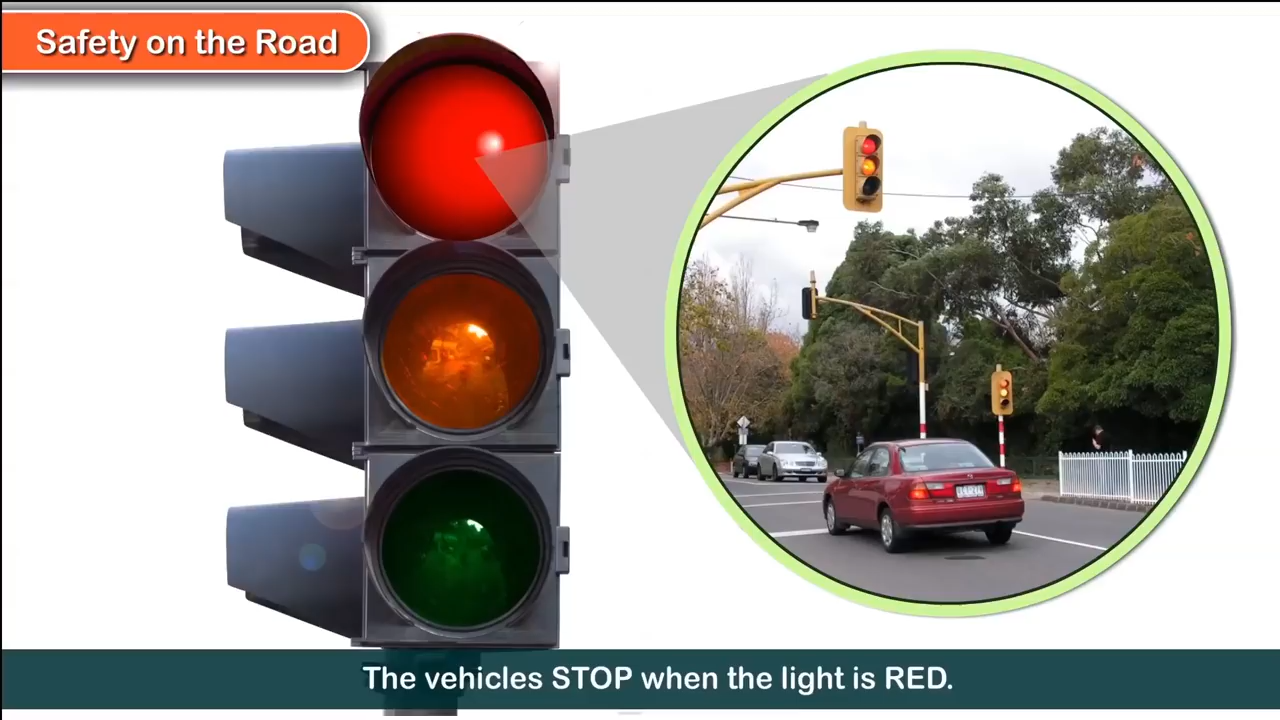 Safety on the Road
The vehicles STOP when the light is RED.